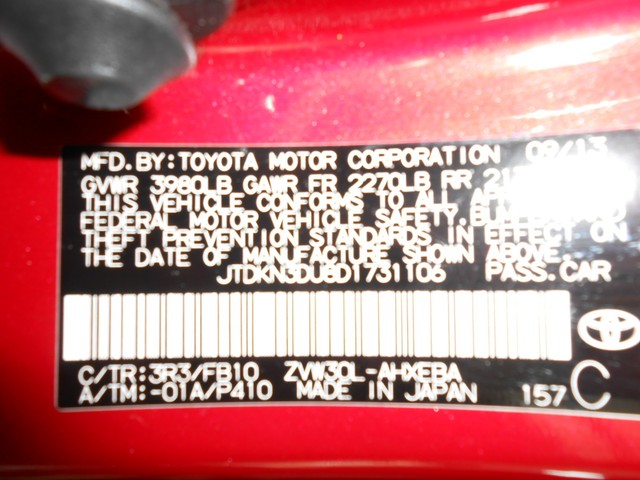 MFD. BY: TOYOTA MOTOR CORPORATION 09/13
GVWR 3980LB GAWR FR 2270LB RR
THIS VEHICLE CONFORMS TO ALL
FEDERAL MOTOR VEHICLE SAFETY,
THEFT PREVENTION STANDARDS IN EFFECT ON
THE DATE OF MANUFACTURE SHOWN ABOVE.
JTDKN3DU8D1731106 PASS. CAR
C/TR: 3R3/FB10 ZVW30L-AHXEBA
A/TM: -01A/P410 MADE IN JAPAN 157 C